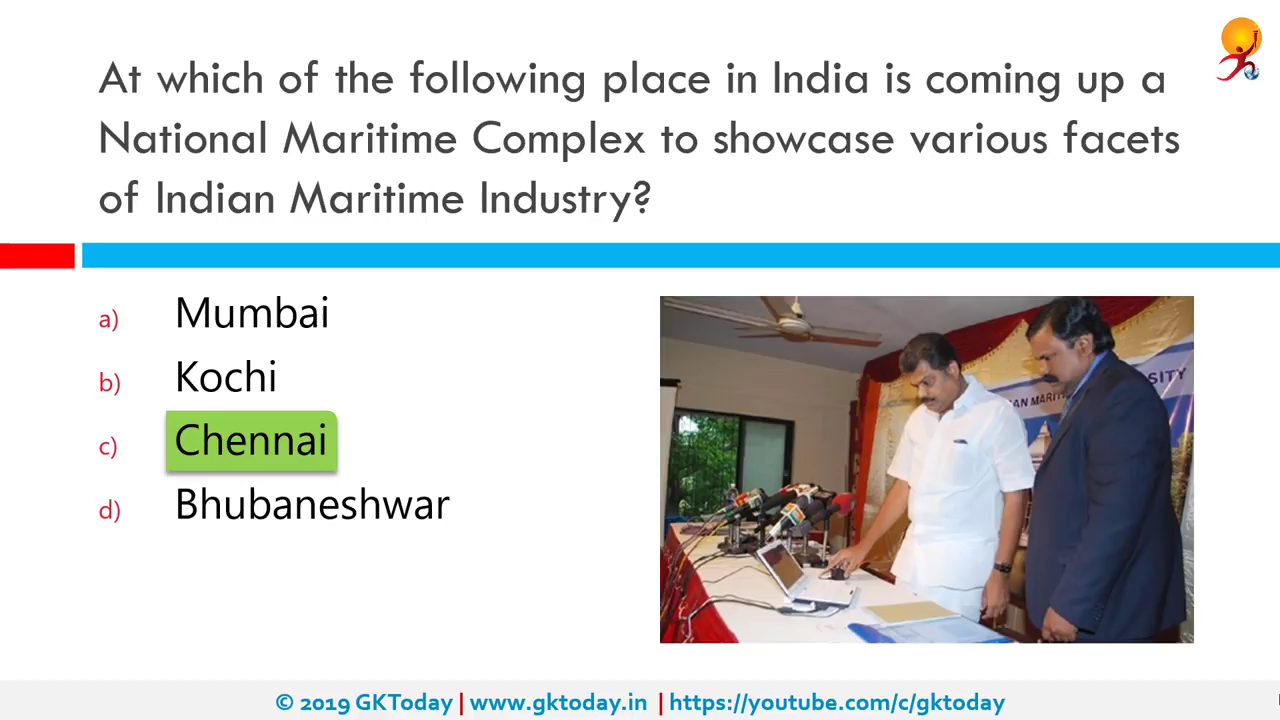 At which of the following place in India is coming up a
National Maritime Complex to showcase various facets
of Indian Maritime Industry?
a) Mumbai
b) Kochi
c) Chennai
d) Bhubaneshwar
© 2019 GKToday | www.gktoday.in | https://youtube.com/c/gktoday